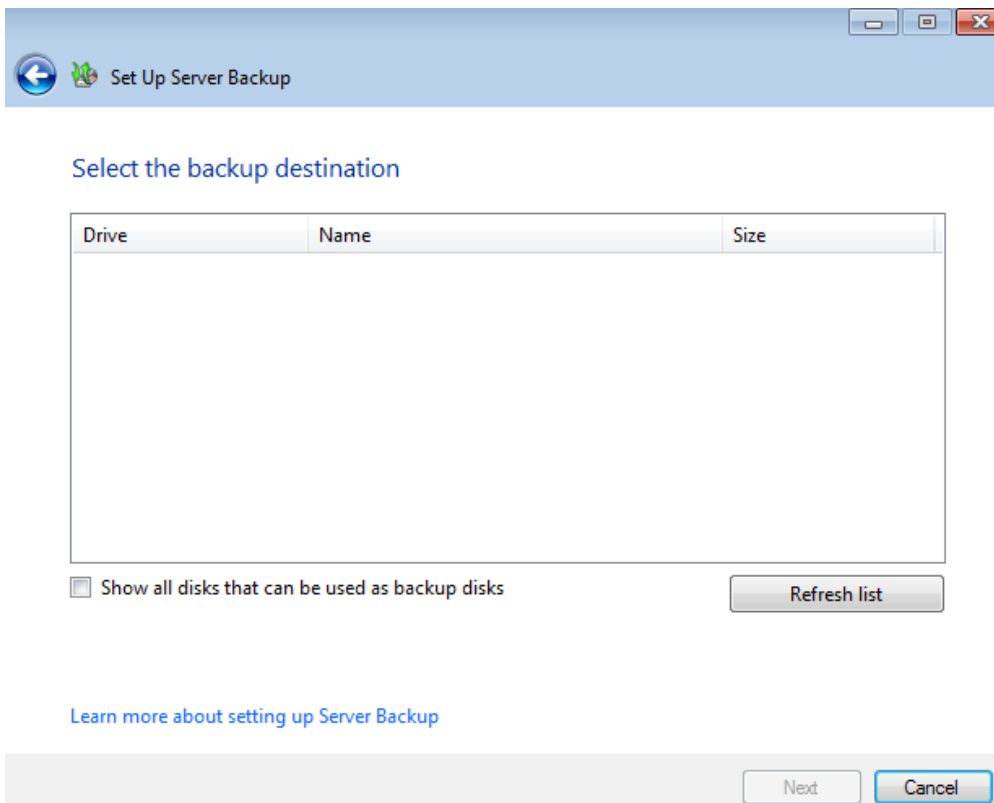 Set Up Server Backup
Select the backup destination
Drive Name Size
Show all disks that can be used as backup disks
Refresh list
Learn more about setting up Server Backup
Next Cancel